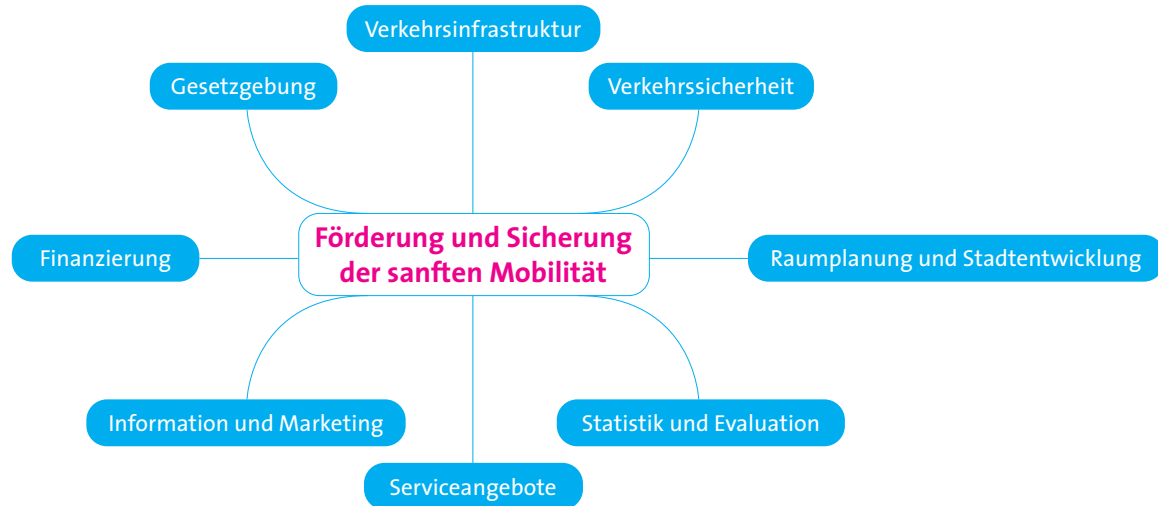 Verkehrsinfrastruktur
Gesetzgebung
Verkehrssicherheit
Förderung und Sicherung
der sanften Mobilität
Finanzierung
Raumplanung und Stadtentwicklung
Information und Marketing
Statistik und Evaluation
Serviceangebote